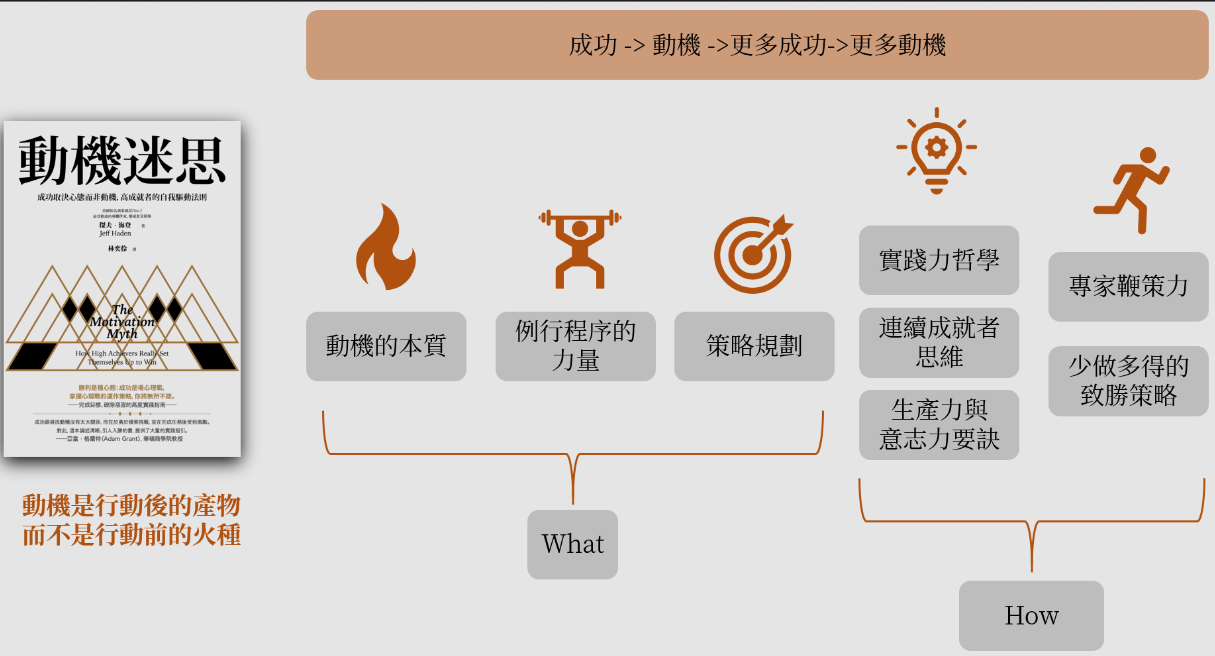 成功 -> 動機 ->更多成功->更多動機
動機迷思
成功取決心態而非動機, 高成就者的自我驅動法則
傑夫・海登 著
Jeff Haden
林奕伶 譯
The
Motivation
Myth
How High Achievers Really Set
Themselves Up to Win
勝利是種心態;成功是場心理戰,
掌握心理戰的運作策略, 你將無所不能。
──完成目標、破除惡習的高度實踐指南──
──亞當・格蘭特(Adam Grant), 華頓商學院教授
動機是行動後的產物
而不是行動前的火種
動機的本質
例行程序的
力量
策略規劃
What
實踐力哲學
連續成就者
思維
生產力與
意志力要訣
專家鞭策力
少做多得的
致勝策略
How